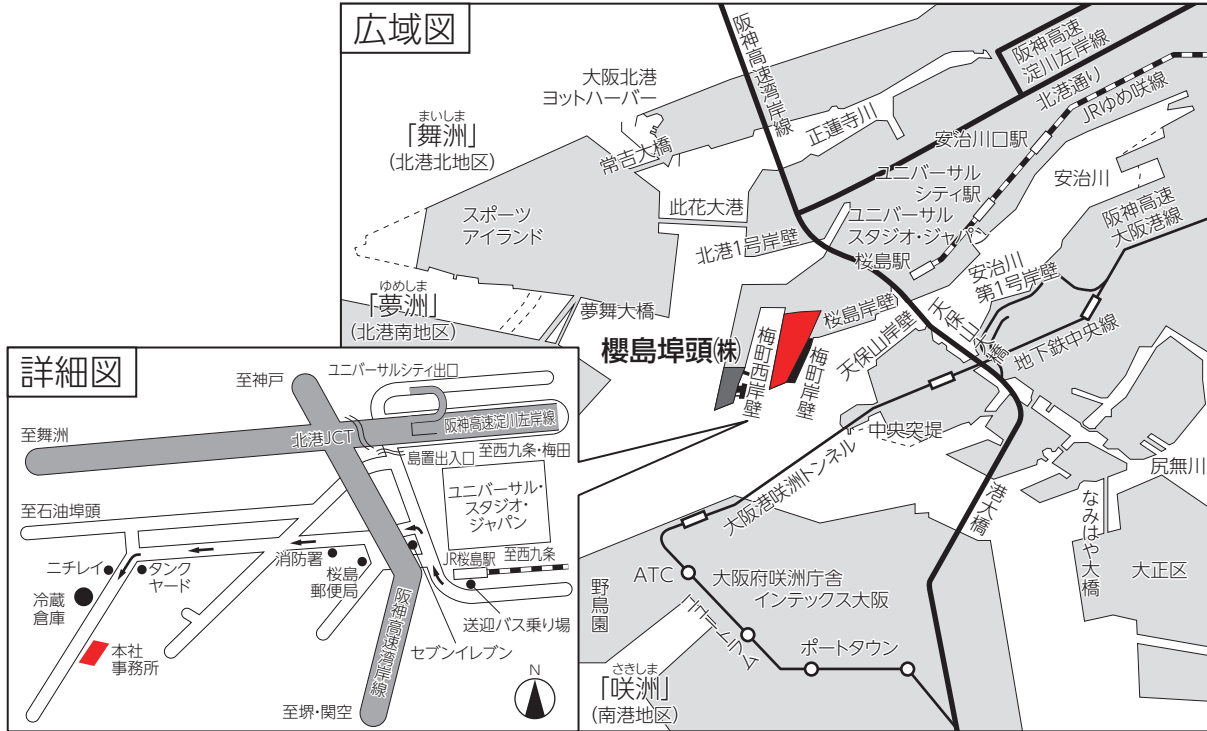 広域図
阪神高速湾岸線
阪神高速
淀川左岸線
北港通り
JRゆめ咲線
大阪北港
ヨットハーバー
正蓮寺川
まいしま
「舞洲」
(北港北地区)
常吉大橋
安治川口駅
ユニバーサル
シティ駅
安治川
阪神高速
大阪港線
スポーツ
アイランド
此花大港
北港1号岸壁
ユニバーサル
スタジオ・ジャパン
桜島駅
安治川
第1号岸壁
ゆめしま
「夢洲」
(北港南地区)
夢舞大橋
桜島岸壁
天保山大橋
天保山岸壁
地下鉄中央線
櫻島埠頭㈱
梅町西岸壁
梅町岸壁
中央突堤
大阪港咲洲トンネル
港大橋
尻無川
なみはや大橋
大正区
ATC
大阪府咲洲庁舎
インテックス大阪
野鳥園
ニュートラム
ポートタウン
さきしま
「咲洲」
(南港地区)
詳細図
至神戸
ユニバーサルシティ出口
至舞洲
北港JCT
阪神高速淀川左岸線
島置出入口
至西九条・梅田
ユニバーサル・
スタジオ・
ジャパン
至石油埠頭
消防署
JR桜島駅
至西九条
ニチレイ
タンク
ヤード
桜島
郵便局
冷蔵
倉庫
阪神高速湾岸線
送迎バス乗り場
セブンイレブン
本社
事務所
至堺・関空
N